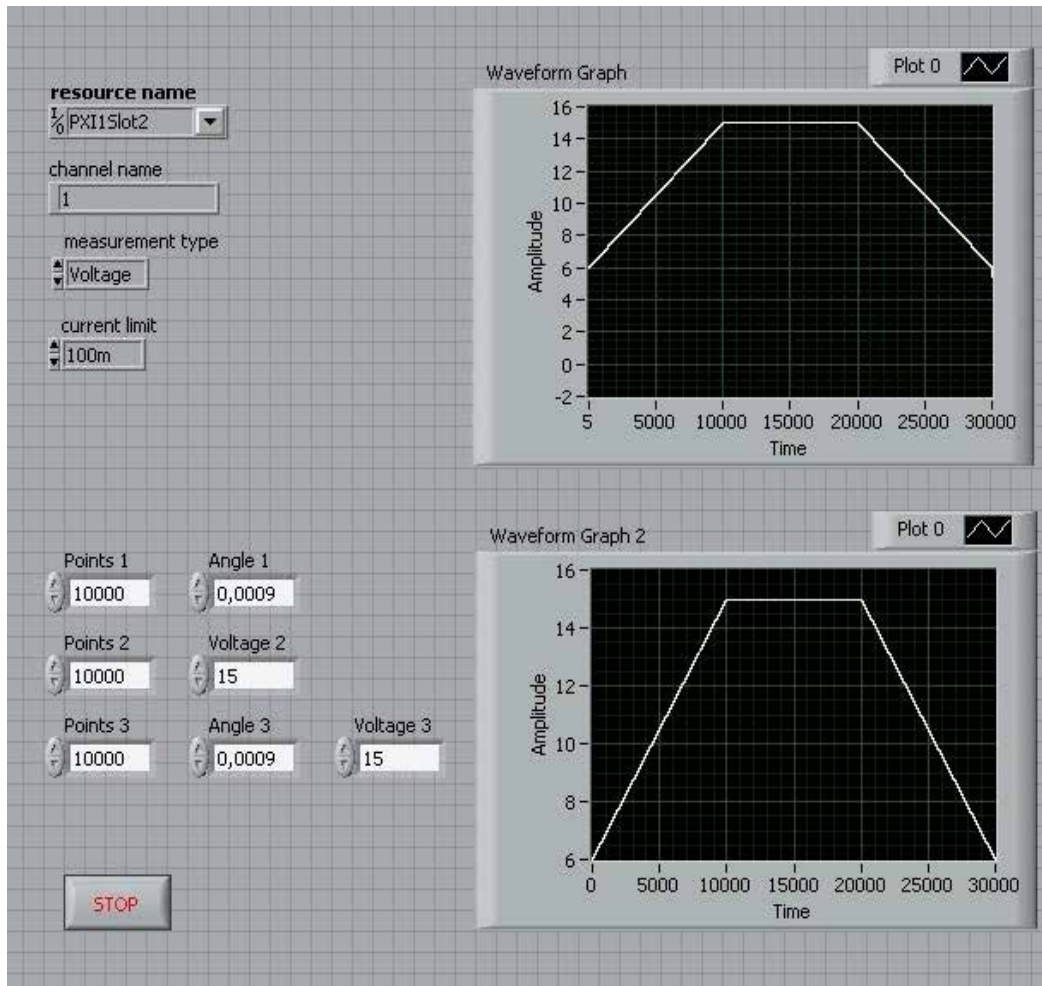 resource name
PXI1Slot2
channel name
1
measurement type
Voltage
current limit
100m
Waveform Graph
Plot 0
16
14
12
10
8
6
4
2
0
-2
Amplitude
5 5000 10000 15000 20000 25000 30000
Time
Points 1 Angle 1
10000 0,0009
Points 2 Voltage 2
10000 15
Points 3 Angle 3 Voltage 3
10000 0,0009 15
STOP
Waveform Graph 2
Plot 0
16
14
12
10
8
6
Amplitude
0 5000 10000 15000 20000 25000 30000
Time